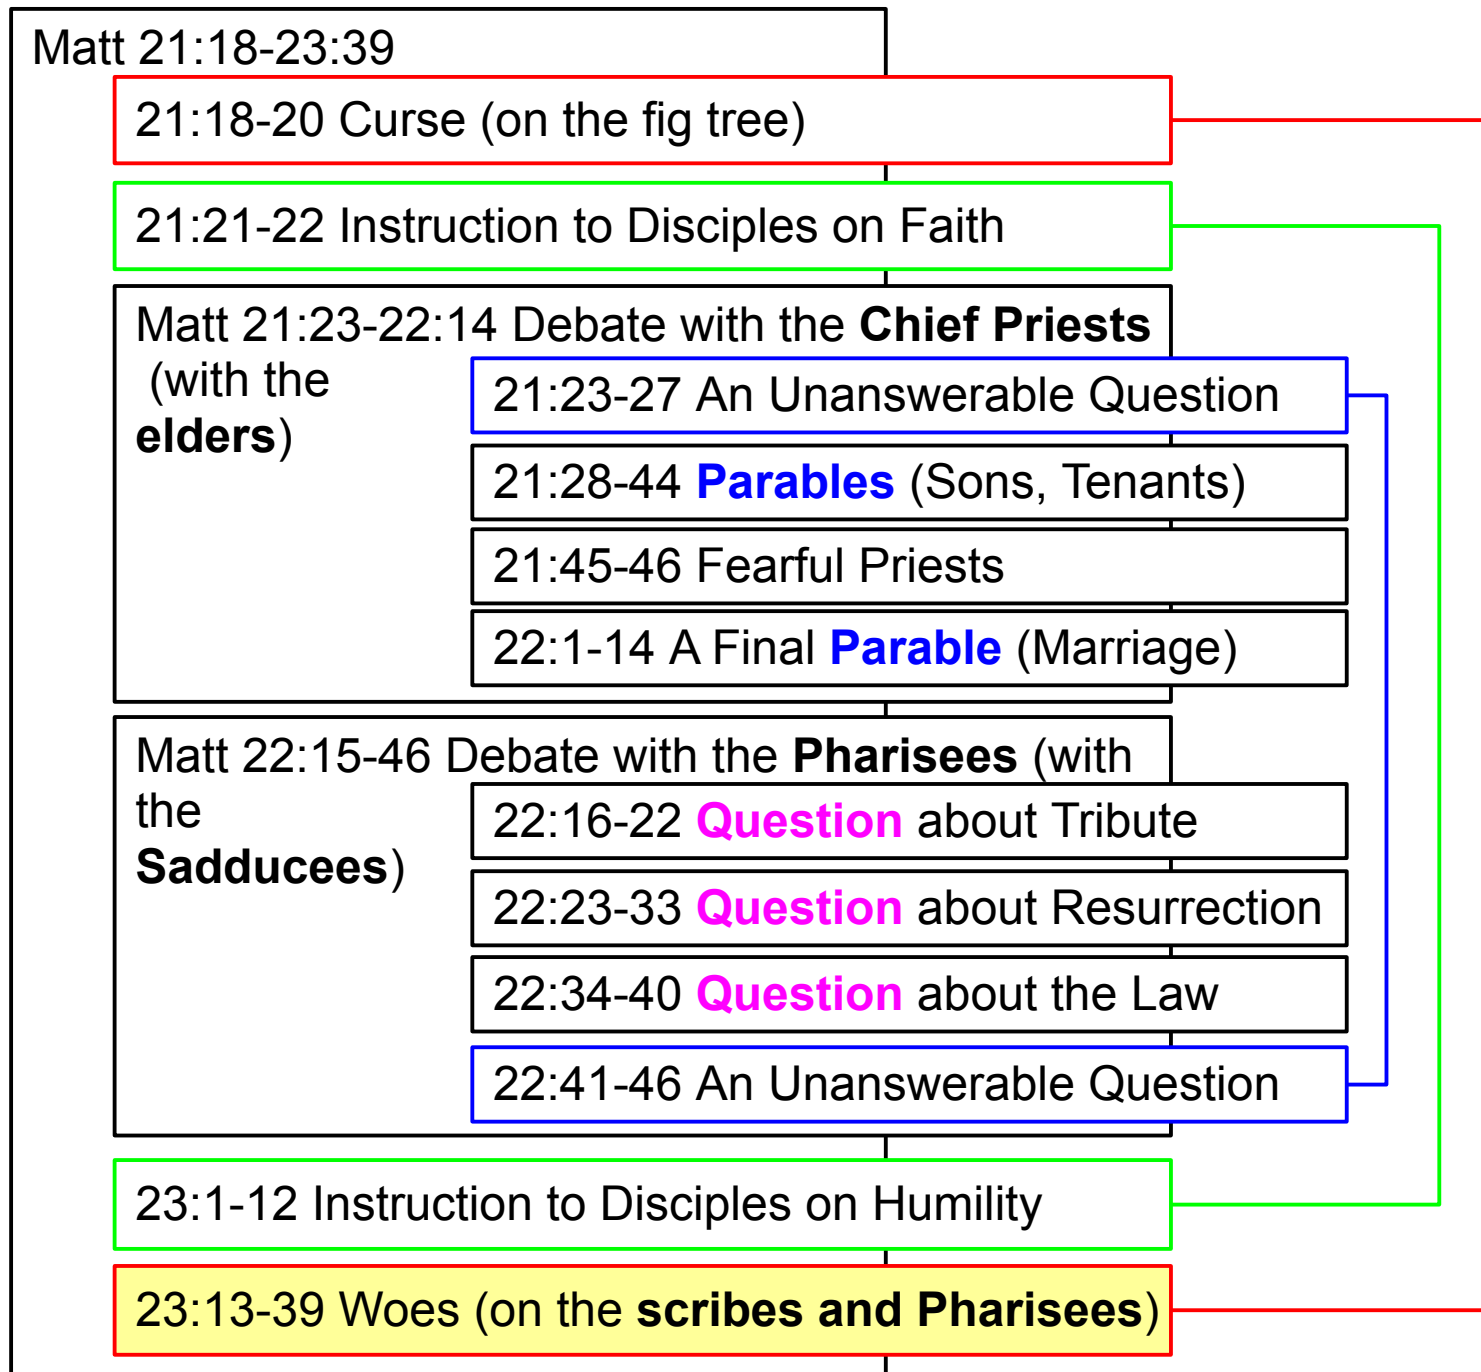 Matt 21:18-23:39
21:18-20 Curse (on the fig tree)
21:21-22 Instruction to Disciples on Faith
Matt 21:23-22:14 Debate with the Chief Priests
(with the
elders)
21:23-27 An Unanswerable Question
21:28-44 Parables (Sons, Tenants)
21:45-46 Fearful Priests
22:1-14 A Final Parable (Marriage)
Matt 22:15-46 Debate with the Pharisees (with
the
Sadducees)
22:16-22 Question about Tribute
22:23-33 Question about Resurrection
22:34-40 Question about the Law
22:41-46 An Unanswerable Question
23:1-12 Instruction to Disciples on Humility
23:13-39 Woes (on the scribes and Pharisees)